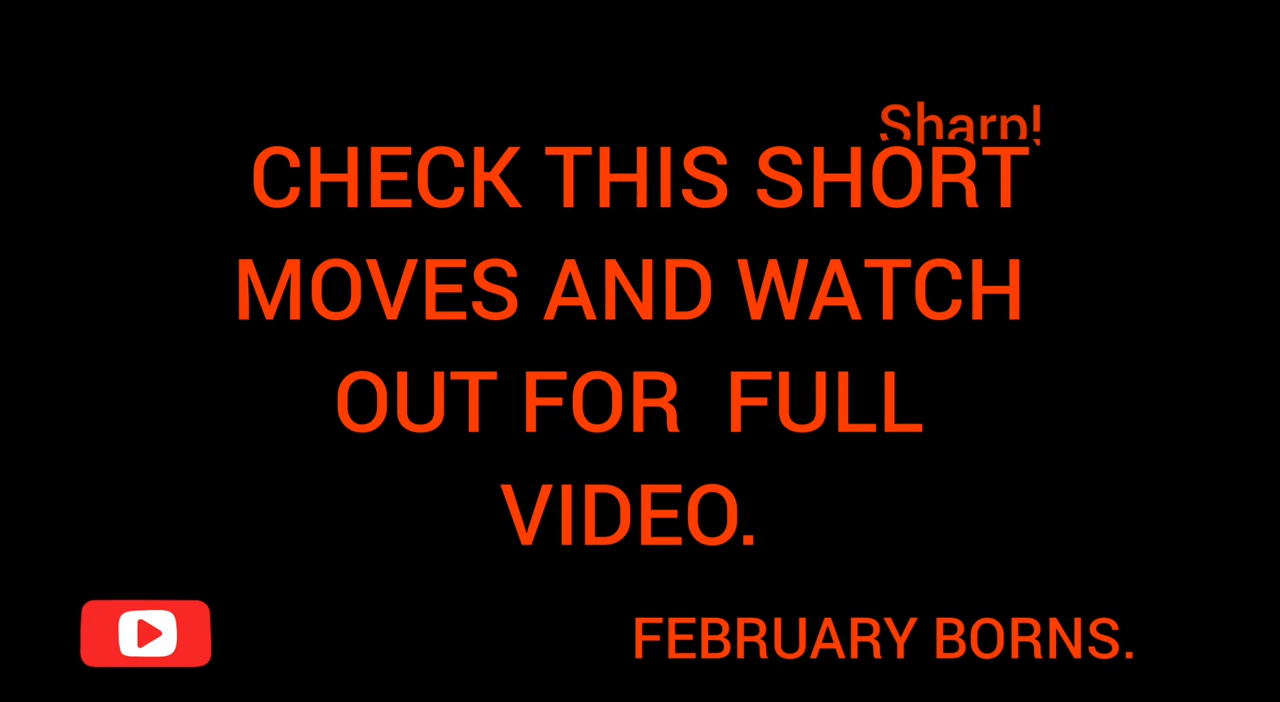 Sharp!
CHECK THIS SHORT
MOVES AND WATCH
OUT FOR FULL
VIDEO.
FEBRUARY BORNS.